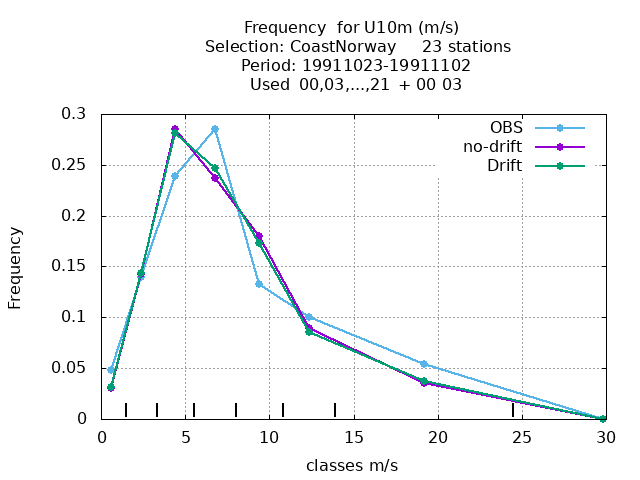 Frequency  for U10m (m/s)
Selection: CoastNorway     23 stations
Period: 19911023-19911102
Used  00,03,...,21  + 00 03
OBS
no-drift
Drift
0.3
0.25
0.2
0.15
0.1
0.05
0
Frequency
0 5 10 15 20 25 30
classes m/s